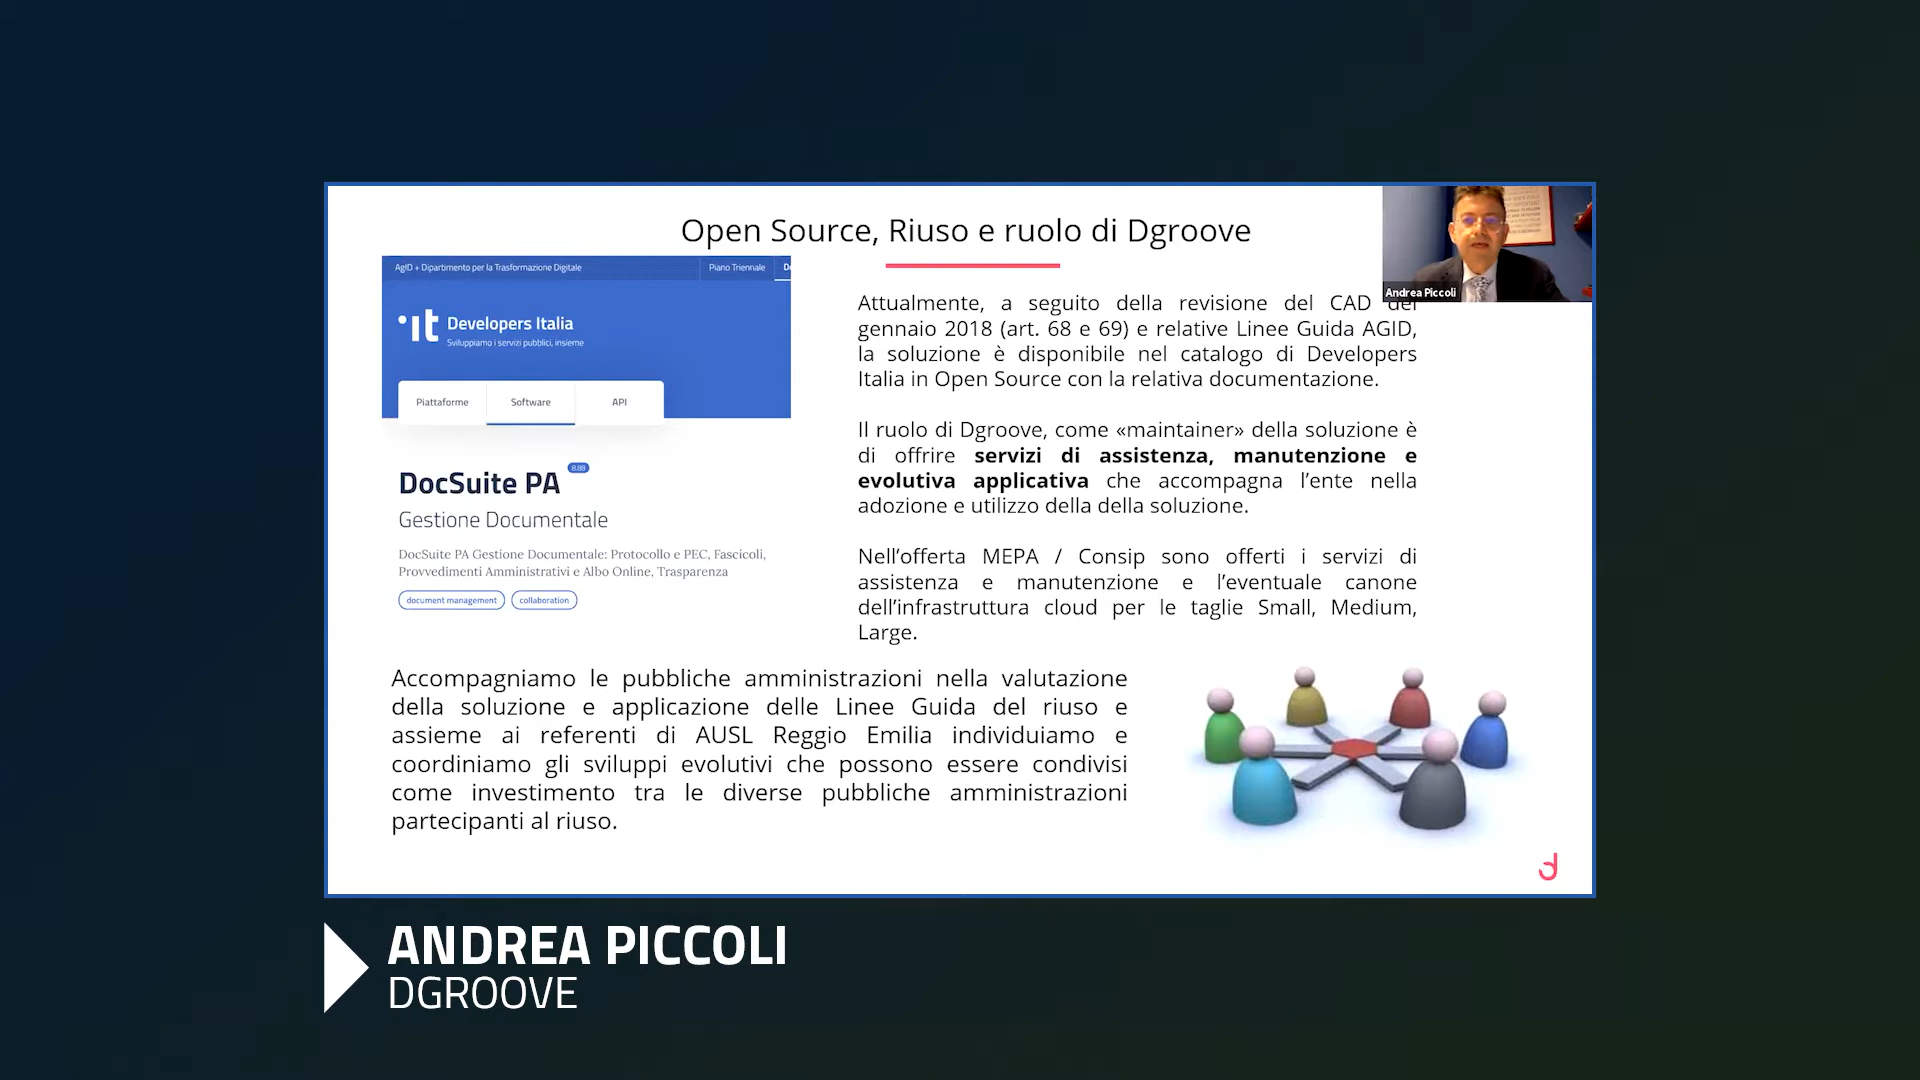 Open Source, Riuso e ruolo di Dgroove
AgID + Dipartimento per la Trasformazione Digitale
Piano Triennale
Developers Italia
Sviluppiamo i servizi pubblici, insieme
Piattaforme
Software
API
DocSuite PA
8.88
Gestione Documentale
DocSuite PA Gestione Documentale: Protocollo e PEC, Fascicoli,
Provvedimenti Amministrativi e Albo Online, Trasparenza
document management
collaboration
Andrea Piccoli
Attualmente, a seguito della revisione del CAD del
gennaio 2018 (art. 68 e 69) e relative Linee Guida AGID,
la soluzione è disponibile nel catalogo di Developers
Italia in Open Source con la relativa documentazione.
Il ruolo di Dgroove, come «maintainer» della soluzione è
di offrire servizi di assistenza, manutenzione e
evolutiva applicativa che accompagna l’ente nella
adozione e utilizzo della della soluzione.
Nell’offerta MEPA / Consip sono offerti i servizi di
assistenza e manutenzione e l’eventuale canone
dell’infrastruttura cloud per le taglie Small, Medium,
Large.
Accompagniamo le pubbliche amministrazioni nella valutazione
della soluzione e applicazione delle Linee Guida del riuso e
assieme ai referenti di AUSL Reggio Emilia individuiamo e
coordiniamo gli sviluppi evolutivi che possono essere condivisi
come investimento tra le diverse pubbliche amministrazioni
partecipanti al riuso.
ANDREA PICCOLI
DGROOVE